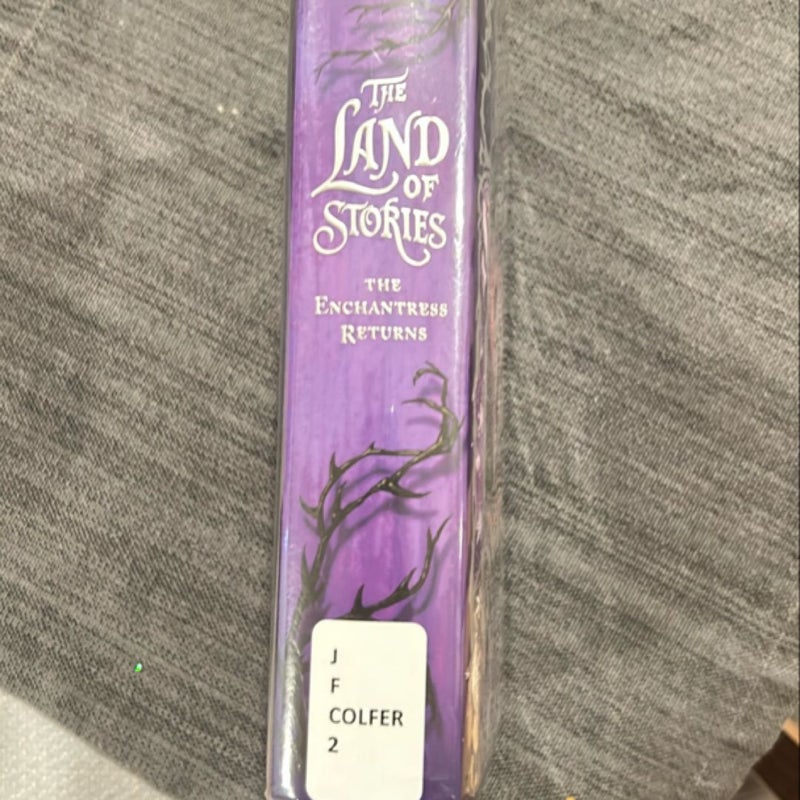 THE
LAND
OF
STORIES
THE
ENCHANTRESS
RETURNS
J
F
COLFER
2